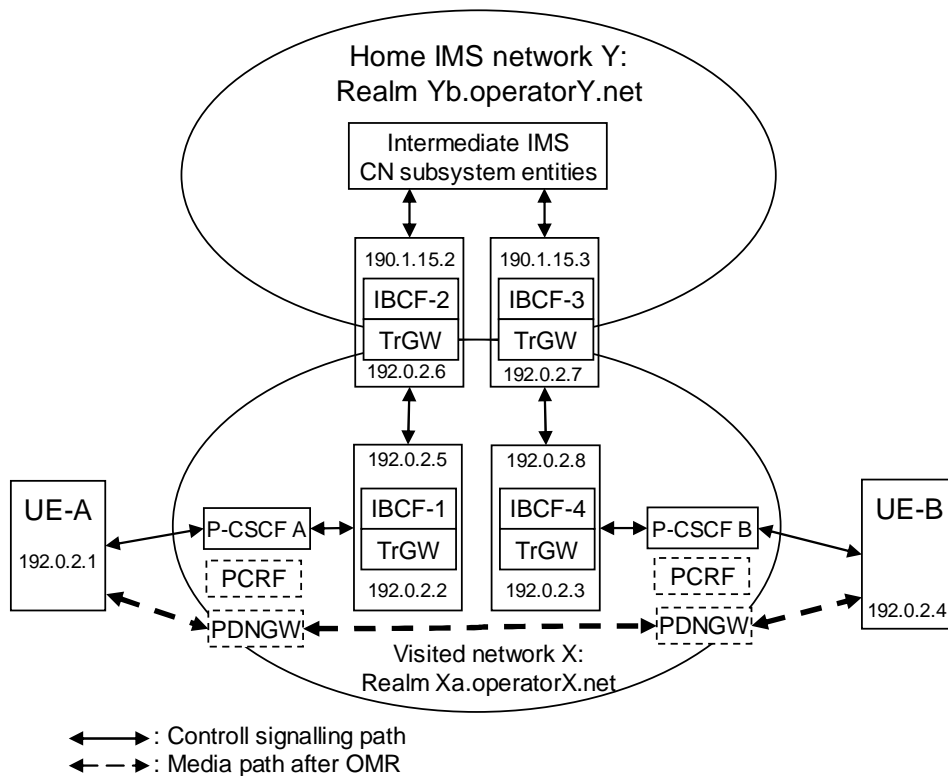 Home IMS network Y:
Realm Yb.operatorY.net
Intermediate IMS
CN subsystem entities
190.1.15.2
IBCF-2
TrGW
192.0.2.6
190.1.15.3
IBCF-3
TrGW
192.0.2.7
UE-A
192.0.2.1
P-CSCF A
PCRF
PDNGW
192.0.2.5
IBCF-1
TrGW
192.0.2.2
192.0.2.8
IBCF-4
TrGW
192.0.2.3
P-CSCF B
PCRF
PDNGW
UE-B
192.0.2.4
Visited network X:
Realm Xa.operatorX.net
: Controll signalling path
: Media path after OMR